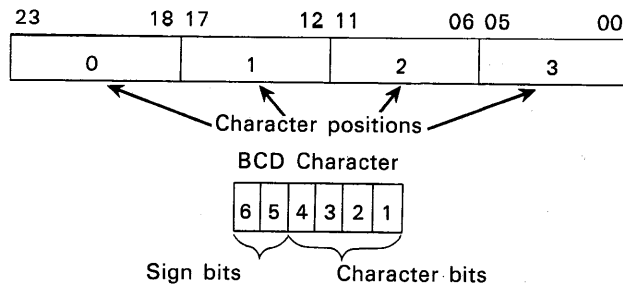 23 18 17 12 11 06 05 00
0 1 2 3
Character positions
BCD Character
6 5 4 3 2 1
Sign bits Character bits